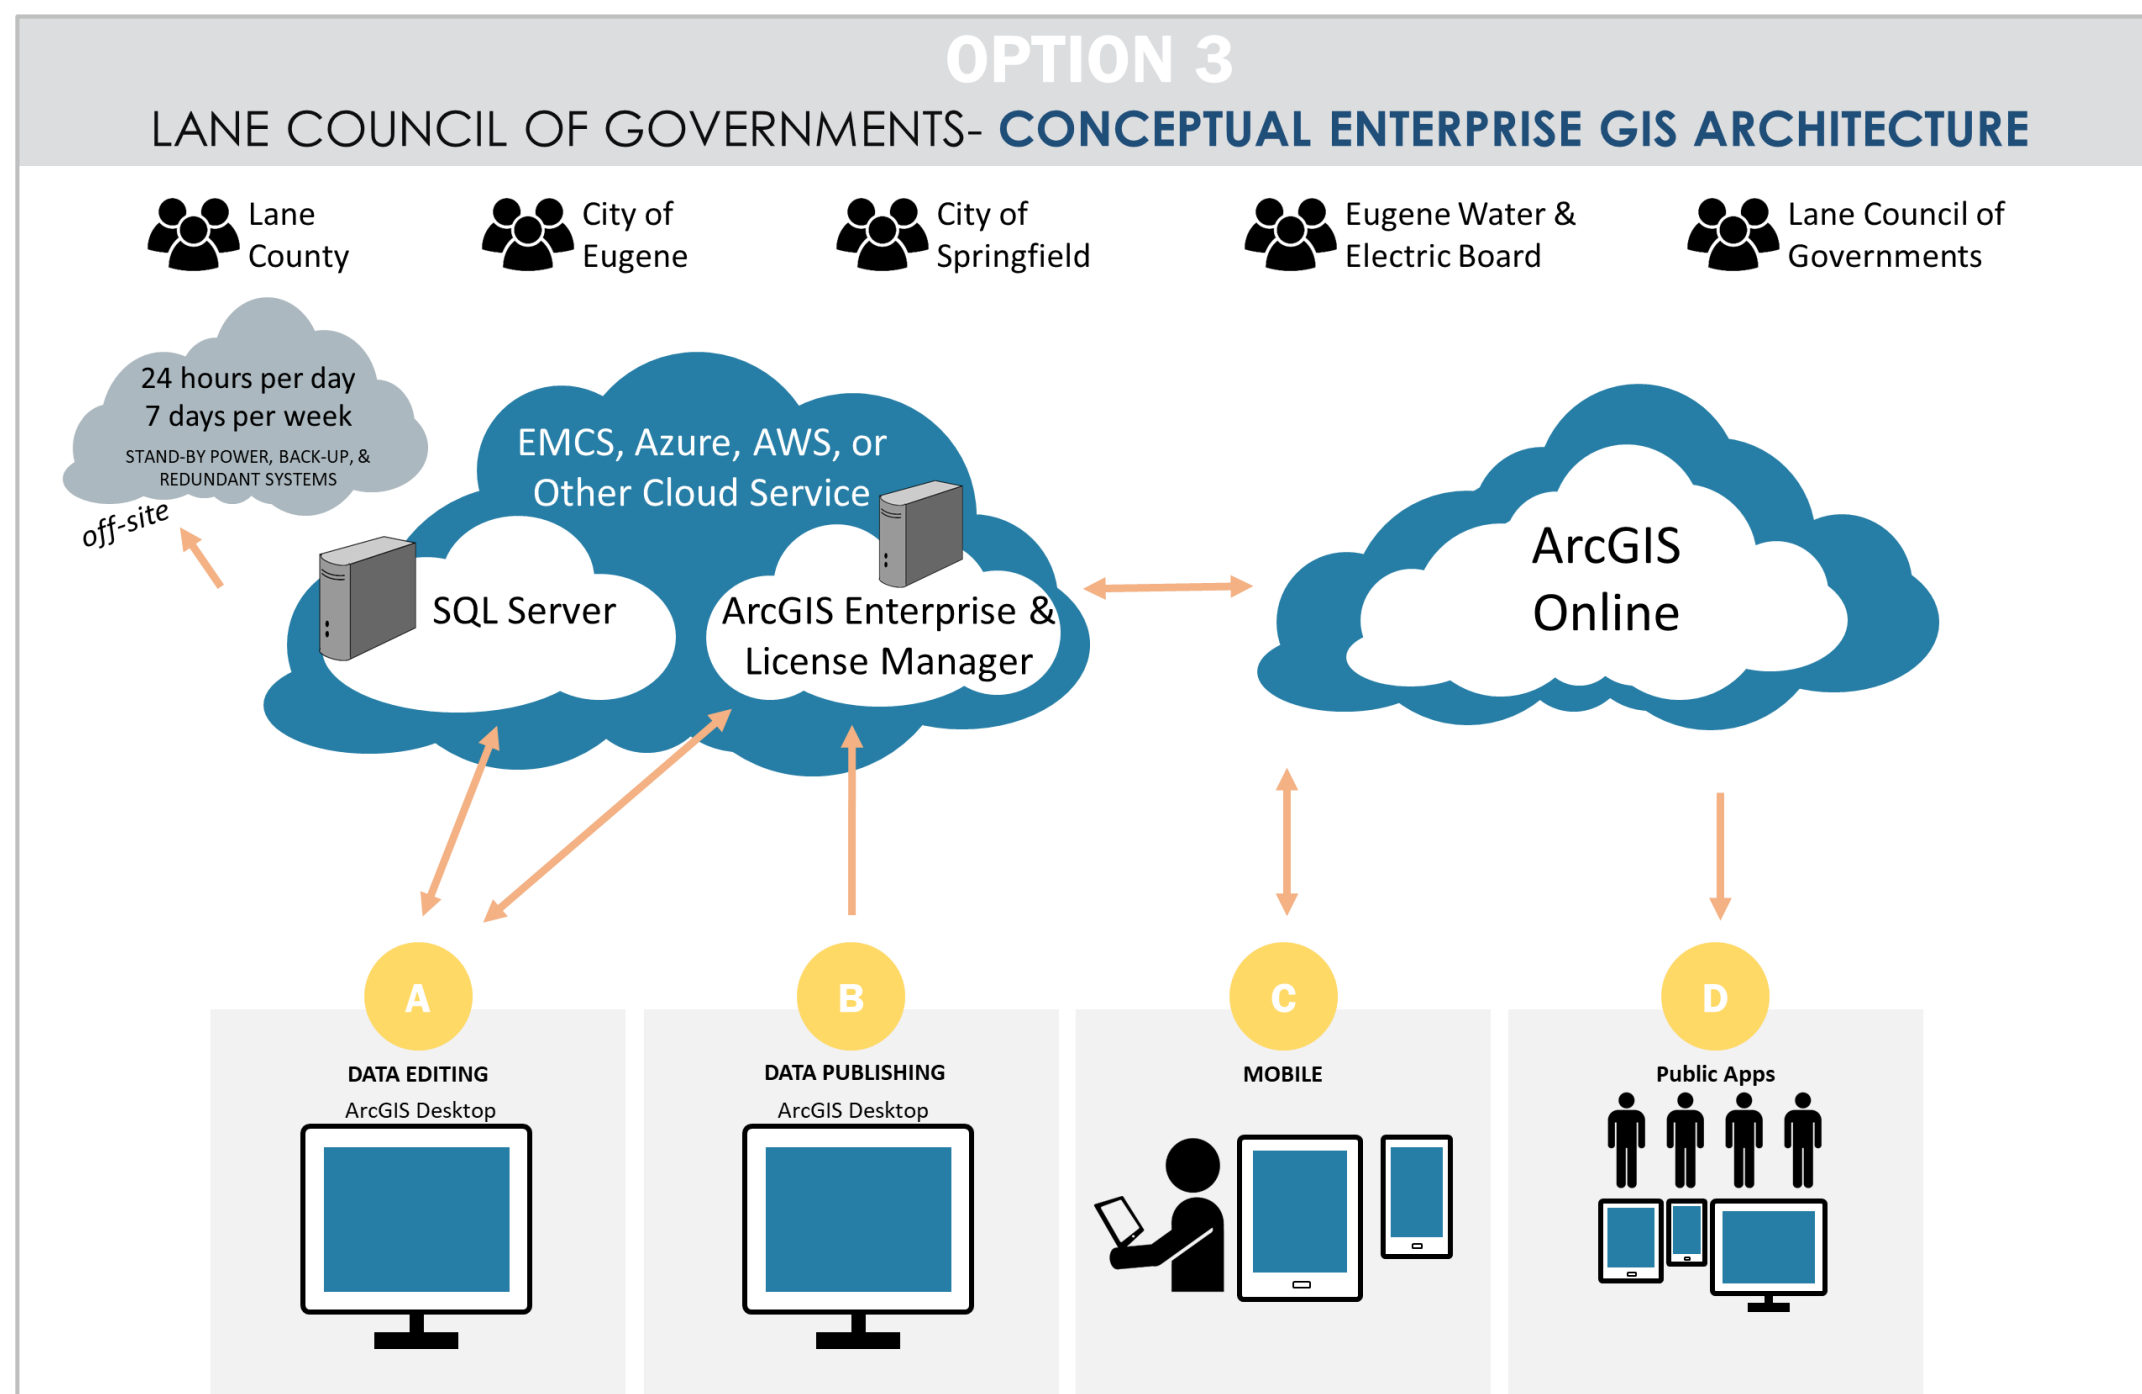 OPTION 3
LANE COUNCIL OF GOVERNMENTS- CONCEPTUAL ENTERPRISE GIS ARCHITECTURE
Lane
County
City of
Eugene
City of
Springfield
Eugene Water &
Electric Board
Lane Council of
Governments
24 hours per day
7 days per week
STAND-BY POWER, BACK-UP, &
REDUNDANT SYSTEMS
off-site
EMCS, Azure, AWS, or
Other Cloud Service
SQL Server
ArcGIS Enterprise &
License Manager
ArcGIS
Online
A
DATA EDITING
ArcGIS Desktop
B
DATA PUBLISHING
ArcGIS Desktop
C
MOBILE
D
Public Apps